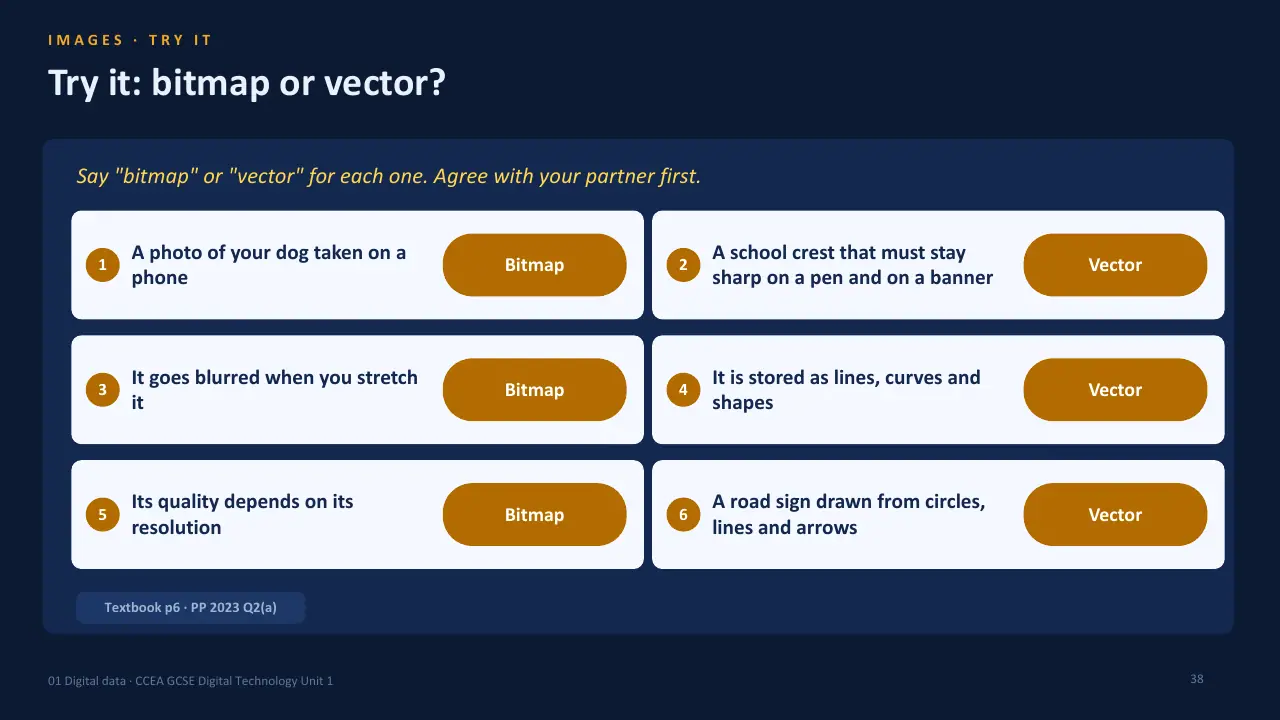 IMAGES · TRY IT
Try it: bitmap or vector?
Say "bitmap" or "vector" for each one. Agree with your partner first.
1
A photo of your dog taken on a
phone
Bitmap
2
A school crest that must stay
sharp on a pen and on a banner
Vector
3
It goes blurred when you stretch
it
Bitmap
4
It is stored as lines, curves and
shapes
Vector
5
Its quality depends on its
resolution
Bitmap
6
A road sign drawn from circles,
lines and arrows
Vector
Textbook p6 · PP 2023 Q2(a)
01 Digital data · CCEA GCSE Digital Technology Unit 1
38